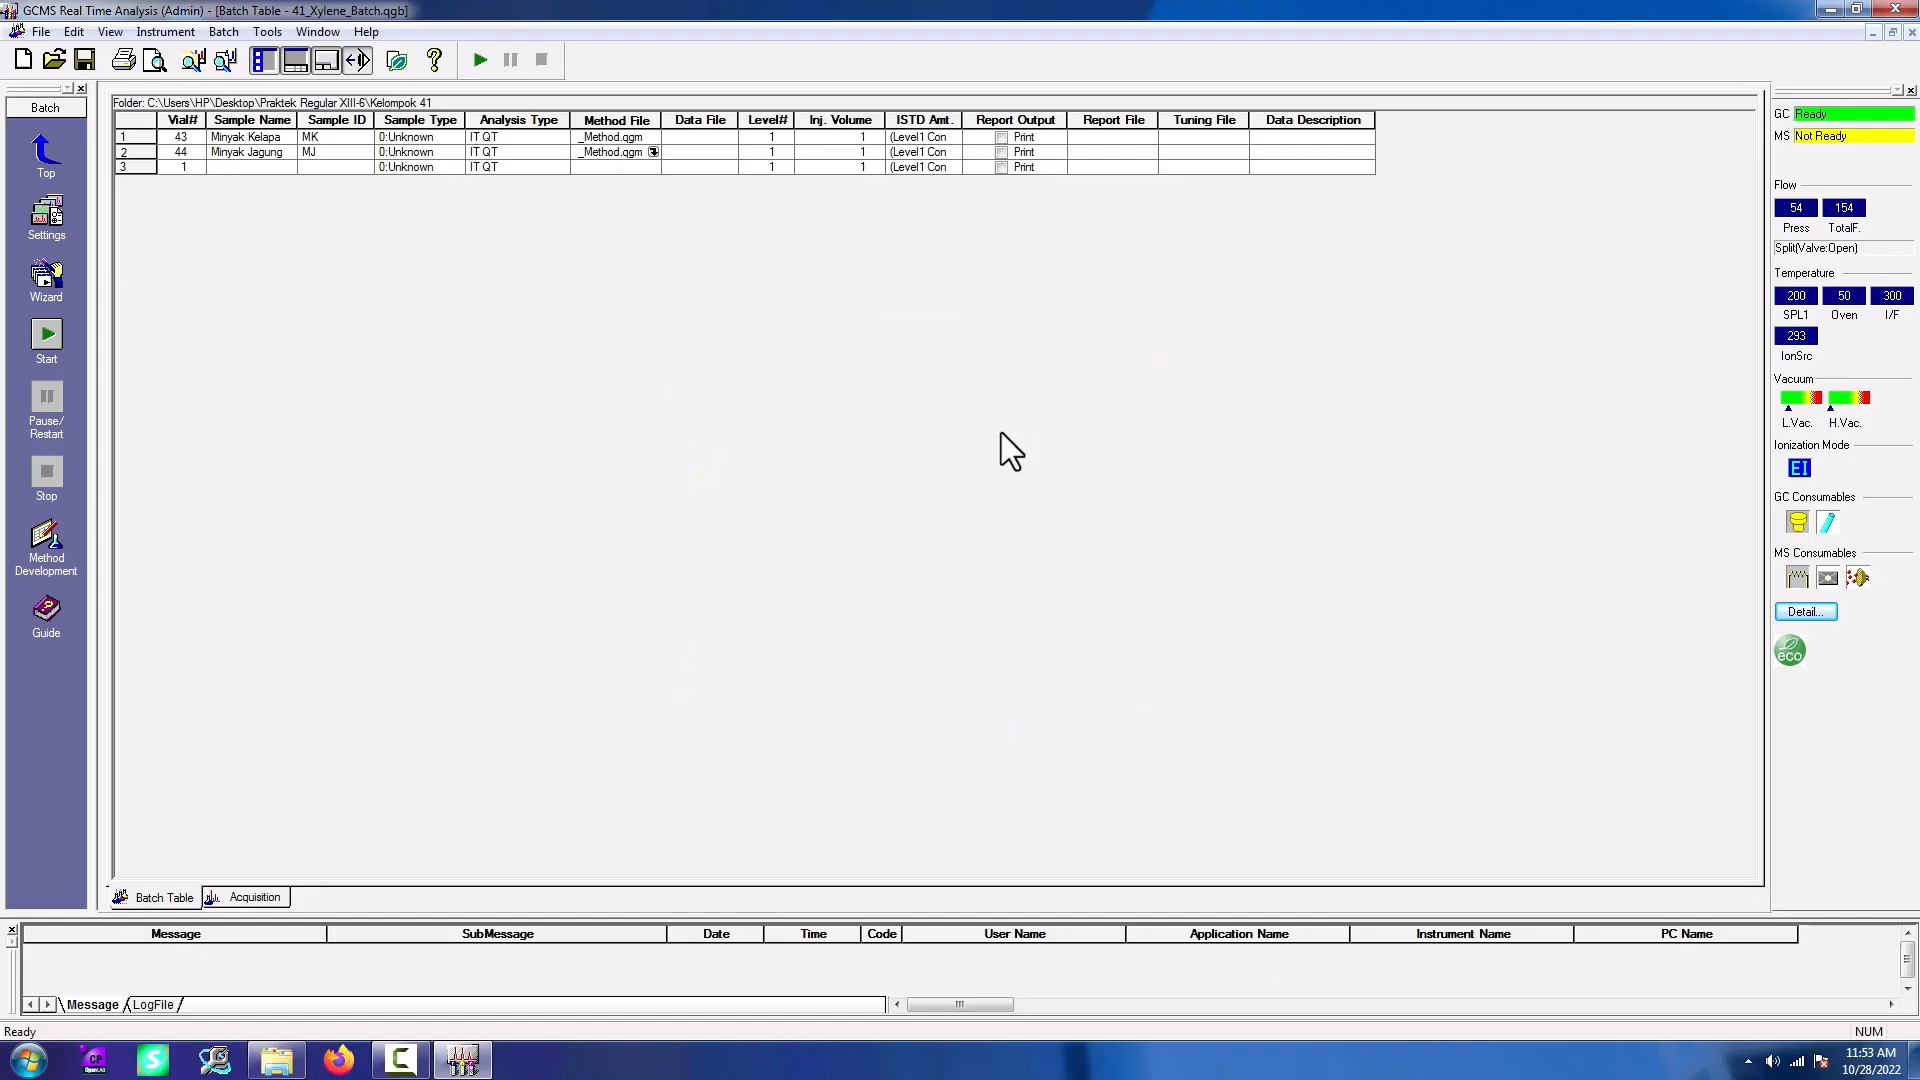 GCMS Real Time Analysis (Admin) - [Batch Table - 41_Xylene_Batch.qgb]
File Edit View Instrument Batch Tools Window Help
Batch
Top
Settings
Wizard
Start
Pause/
Restart
Stop
Method
Development
Guide
Folder: C:\Users\HP\Desktop\Praktek Regular XIII-6\Kelompok 41
Vial# Sample Name Sample ID Sample Type Analysis Type Method File Data File Level# Inj. Volume ISTD Amt. Report Output Report File Tuning File Data Description
1 43 Minyak Kelapa MK 0:Unknown IT QT _Method.qgm 1 1 (Level1 Con Print
2 44 Minyak Jagung MJ 0:Unknown IT QT _Method.qgm 1 1 (Level1 Con Print
3 1 0:Unknown IT QT 1 1 (Level1 Con Print
Batch Table Acquisition
GC Ready
MS Not Ready
Flow
54 154
Press TotalF.
Split(Valve:Open)
Temperature
200 50 300
SPL1 Oven I/F
293
IonSrc
Vacuum
L.Vac. H.Vac.
Ionization Mode
EI
GC Consumables
MS Consumables
Detail...
eco
Message SubMessage Date Time Code User Name Application Name Instrument Name PC Name
Message LogFile
Ready NUM
CP
OpenLAB
S
C
11:53 AM
10/28/2022